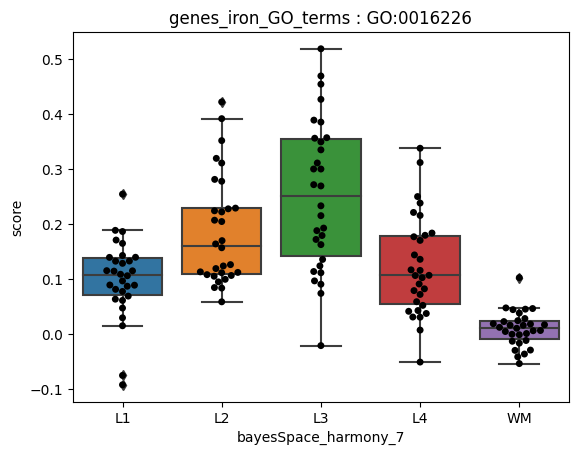 genes_iron_GO_terms : GO:0016226
0.5
0.4
0.3
0.2
0.1
0.0
−0.1
score
L1 L2 L3 L4 WM
bayesSpace_harmony_7